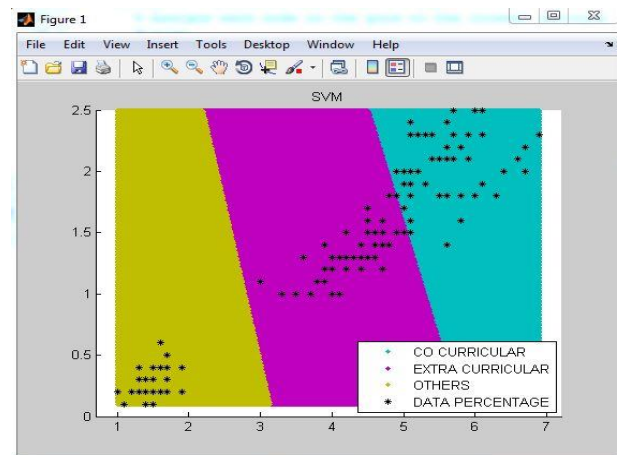 Figure 1
File Edit View Insert Tools Desktop Window Help
SVM
2.5
2
1.5
1
0.5
0
1 2 3 4 5 6 7
CO CURRICULAR
EXTRA CURRICULAR
OTHERS
DATA PERCENTAGE